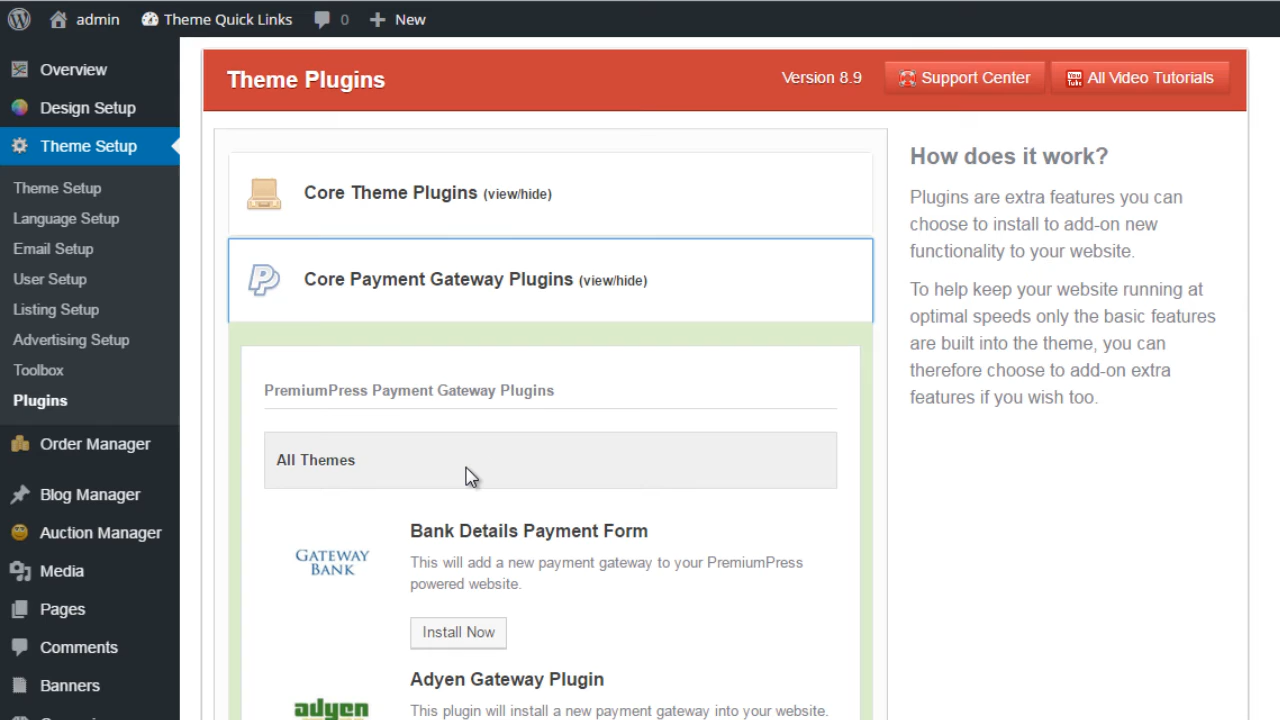 admin
Theme Quick Links
0
New
Overview
Design Setup
Theme Setup
Theme Setup
Language Setup
Email Setup
User Setup
Listing Setup
Advertising Setup
Toolbox
Plugins
Order Manager
Blog Manager
Auction Manager
Media
Pages
Comments
Banners
Theme Plugins
Version 8.9
Support Center
You
Tube
All Video Tutorials
Core Theme Plugins (view/hide)
Core Payment Gateway Plugins (view/hide)
PremiumPress Payment Gateway Plugins
All Themes
GATEWAY
BANK
Bank Details Payment Form
This will add a new payment gateway to your PremiumPress
powered website.
Install Now
adyen
Adyen Gateway Plugin
This plugin will install a new payment gateway into your website.
How does it work?
Plugins are extra features you can
choose to install to add-on new
functionality to your website.
To help keep your website running at
optimal speeds only the basic features
are built into the theme, you can
therefore choose to add-on extra
features if you wish too.